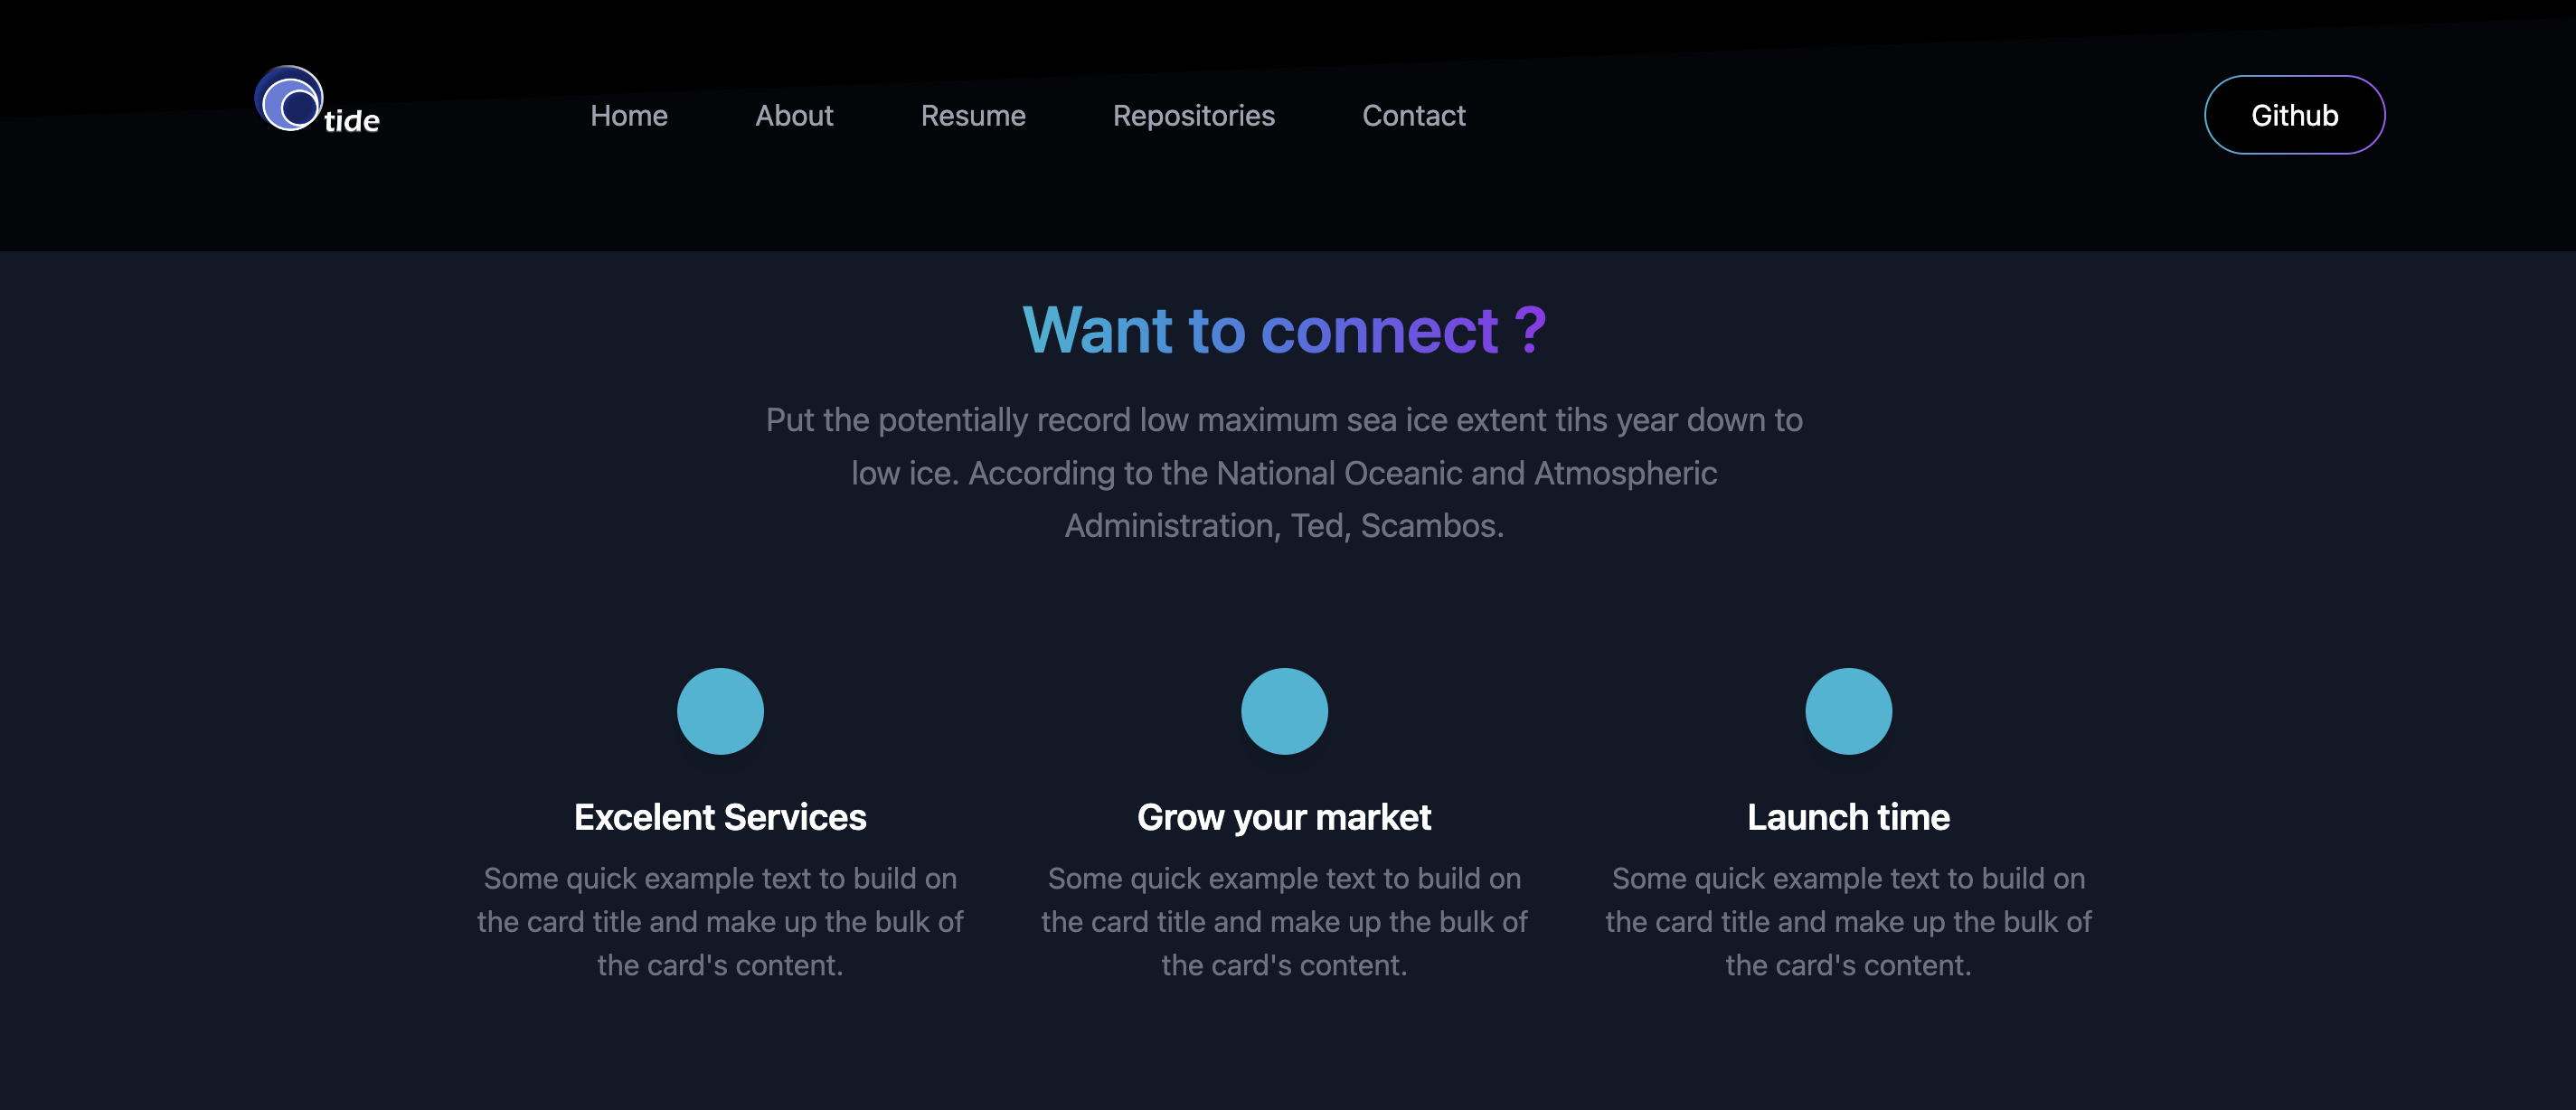 tide
Home
About
Resume
Repositories
Contact
Github
Want to connect ?
Put the potentially record low maximum sea ice extent tihs year down to
low ice. According to the National Oceanic and Atmospheric
Administration, Ted, Scambos.
Excelent Services
Some quick example text to build on
the card title and make up the bulk of
the card's content.
Grow your market
Some quick example text to build on
the card title and make up the bulk of
the card's content.
Launch time
Some quick example text to build on
the card title and make up the bulk of
the card's content.